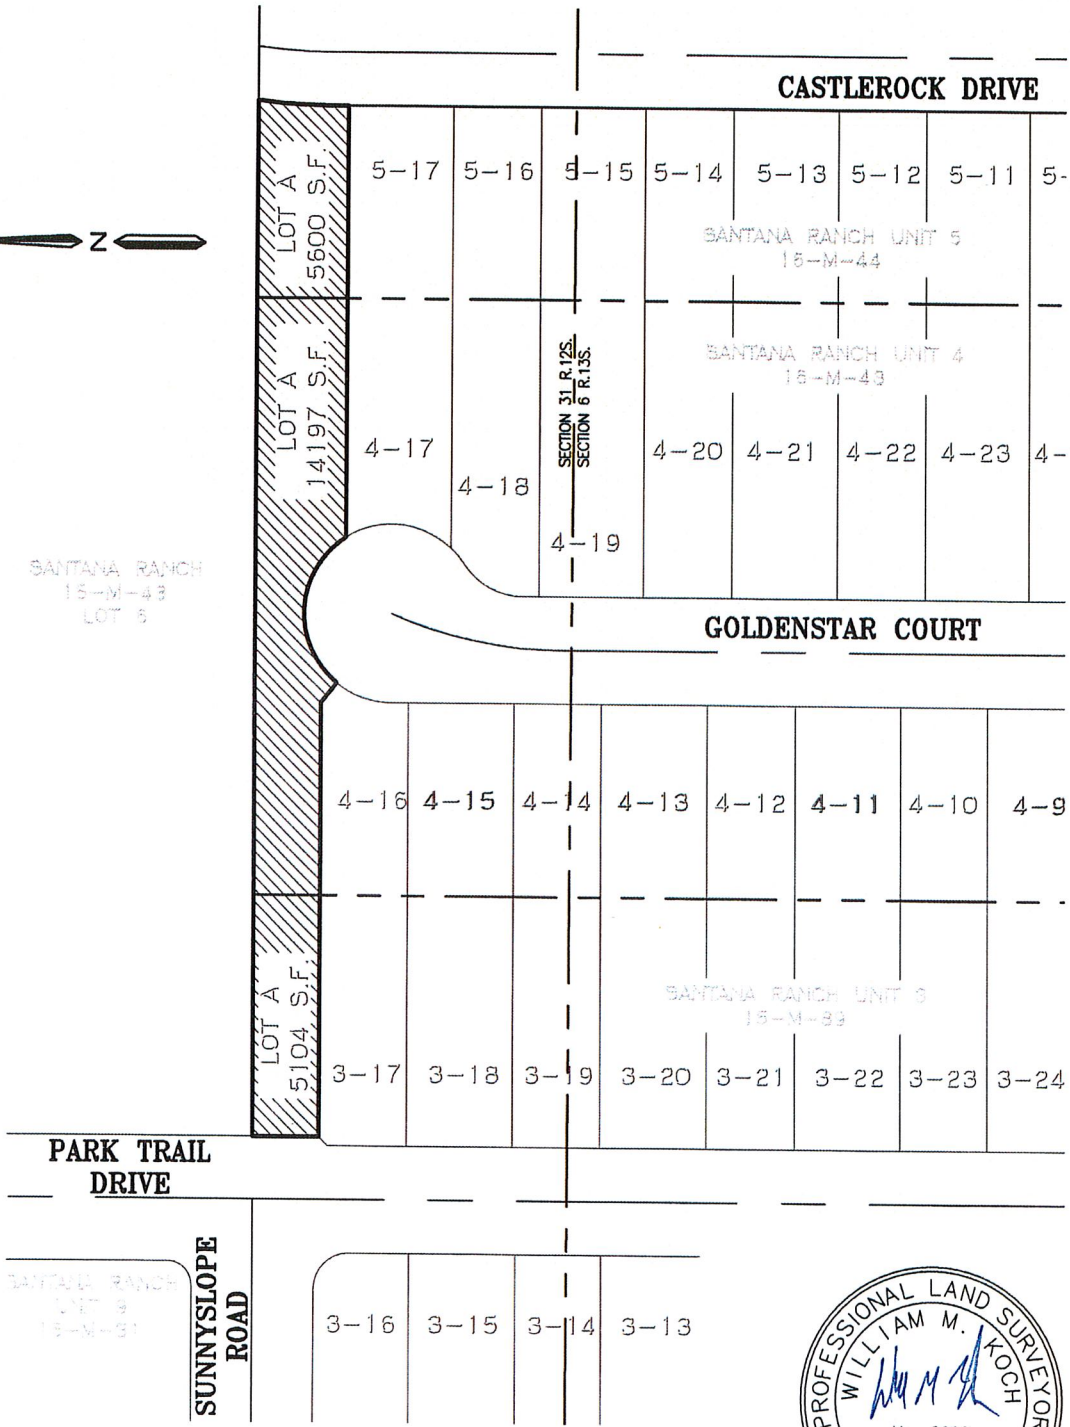 CASTLEROCK DRIVE
5-17 5-16 5-15 5-14 5-13 5-12 5-11 5-
LOT A
5600 S.F.
N
SANTANA RANCH UNIT 5
15-M-44
SANTANA RANCH UNIT 4
15-M-43
SECTION 31 R.12S.
SECTION 6 R.13S.
LOT A
14197 S.F.
4-17 4-18 4-19 4-20 4-21 4-22 4-23 4-
SANTANA RANCH
15-M-43
LOT
GOLDENSTAR COURT
4-16 4-15 4-14 4-13 4-12 4-11 4-10 4-9
LOT A
5104 S.F.
SANTANA RANCH UNIT 3
15-M-39
3-17 3-18 3-19 3-20 3-21 3-22 3-23 3-24
PARK TRAIL
DRIVE
SUNNYSLOPE
ROAD
SANTANA RANCH
3-16 3-15 3-14 3-13
PROFESSIONAL LAND SURVEYOR
WILLIAM M. KOCH